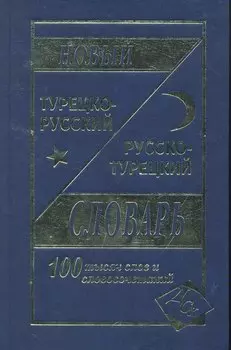 НОВЫЙ
ТУРЕЦКО-
РУССКИЙ
РУССКО-
ТУРЕЦКИЙ
СЛОВАРЬ
100 тысяч слов и
словосочетаний